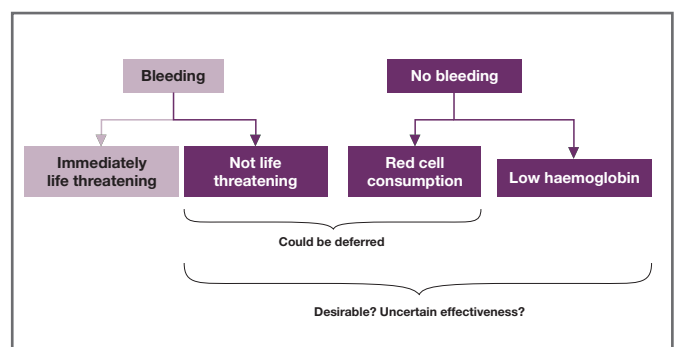 Bleeding
No bleeding
Immediately
life threatening
Not life
threatening
Red cell
consumption
Low haemoglobin
Could be deferred
Desirable? Uncertain effectiveness?